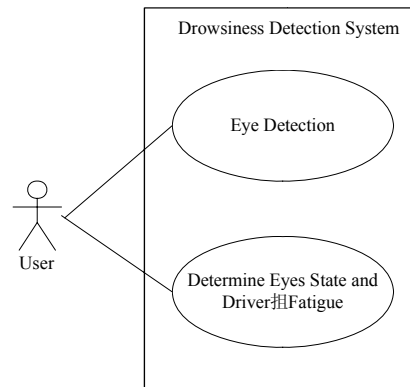 Drowsiness Detection System
Eye Detection
User
Determine Eyes State and
Driver抯Fatigue